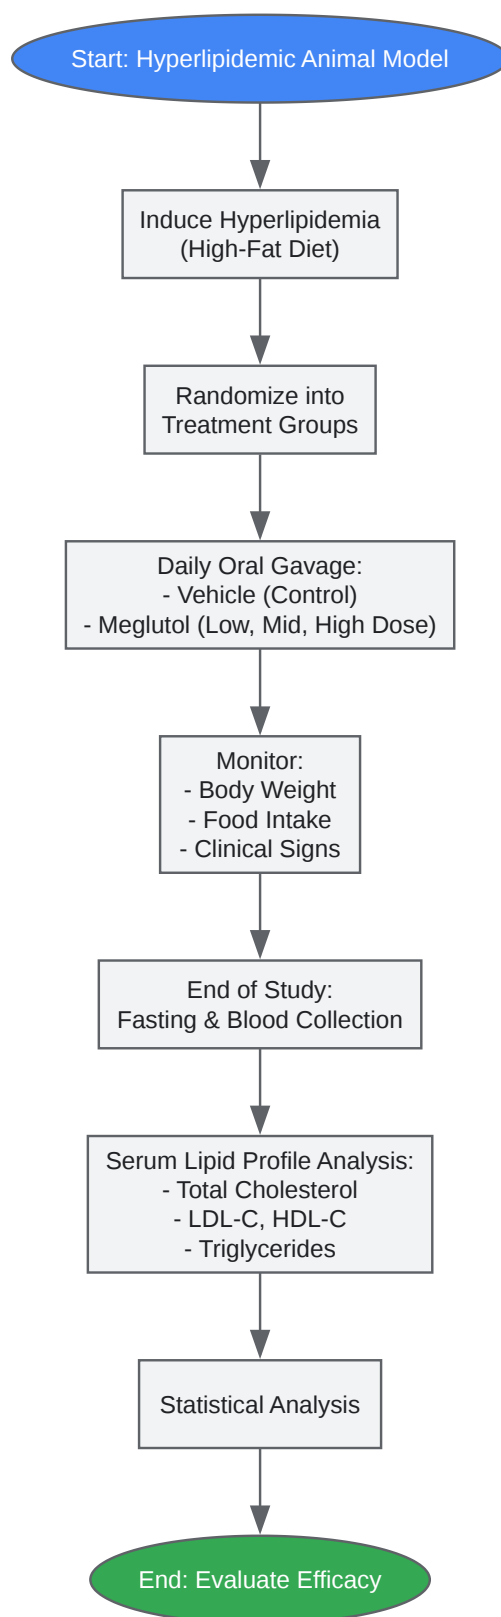 Start: Hyperlipidemic Animal Model
Induce Hyperlipidemia
(High-Fat Diet)
Randomize into
Treatment Groups
Daily Oral Gavage:
- Vehicle (Control)
- Meglutol (Low, Mid, High Dose)
Monitor:
- Body Weight
- Food Intake
- Clinical Signs
End of Study:
Fasting & Blood Collection
Serum Lipid Profile Analysis:
- Total Cholesterol
- LDL-C, HDL-C
- Triglycerides
Statistical Analysis
End: Evaluate Efficacy